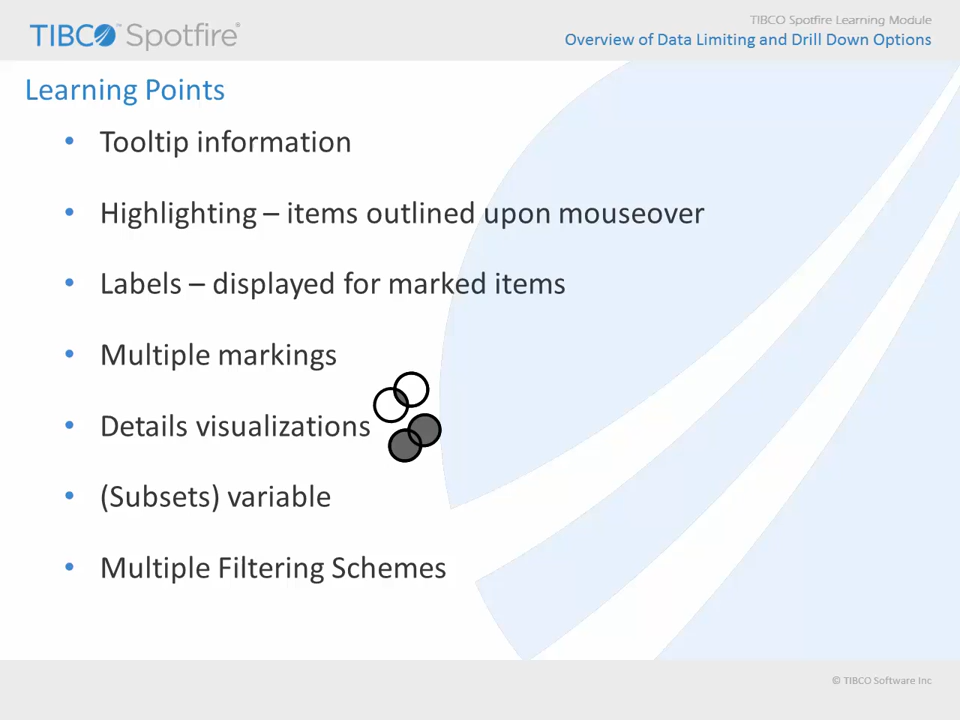 TIBCO™ Spotfire®
TIBCO Spotfire Learning Module
Overview of Data Limiting and Drill Down Options
Learning Points
• Tooltip information
• Highlighting – items outlined upon mouseover
• Labels – displayed for marked items
• Multiple markings
• Details visualizations
• (Subsets) variable
• Multiple Filtering Schemes
© TIBCO Software Inc